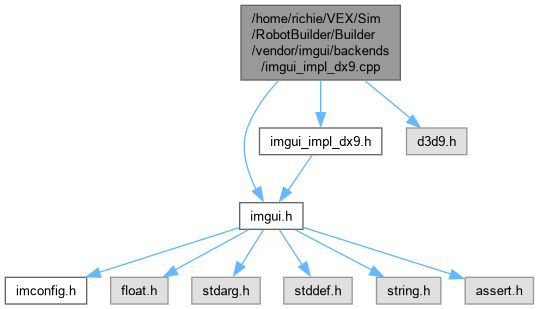 /home/richie/VEX/Sim
/RobotBuilder/Builder
/vendor/imgui/backends
/imgui_impl_dx9.cpp
imgui_impl_dx9.h
d3d9.h
imgui.h
imconfig.h
float.h
stdarg.h
stddef.h
string.h
assert.h